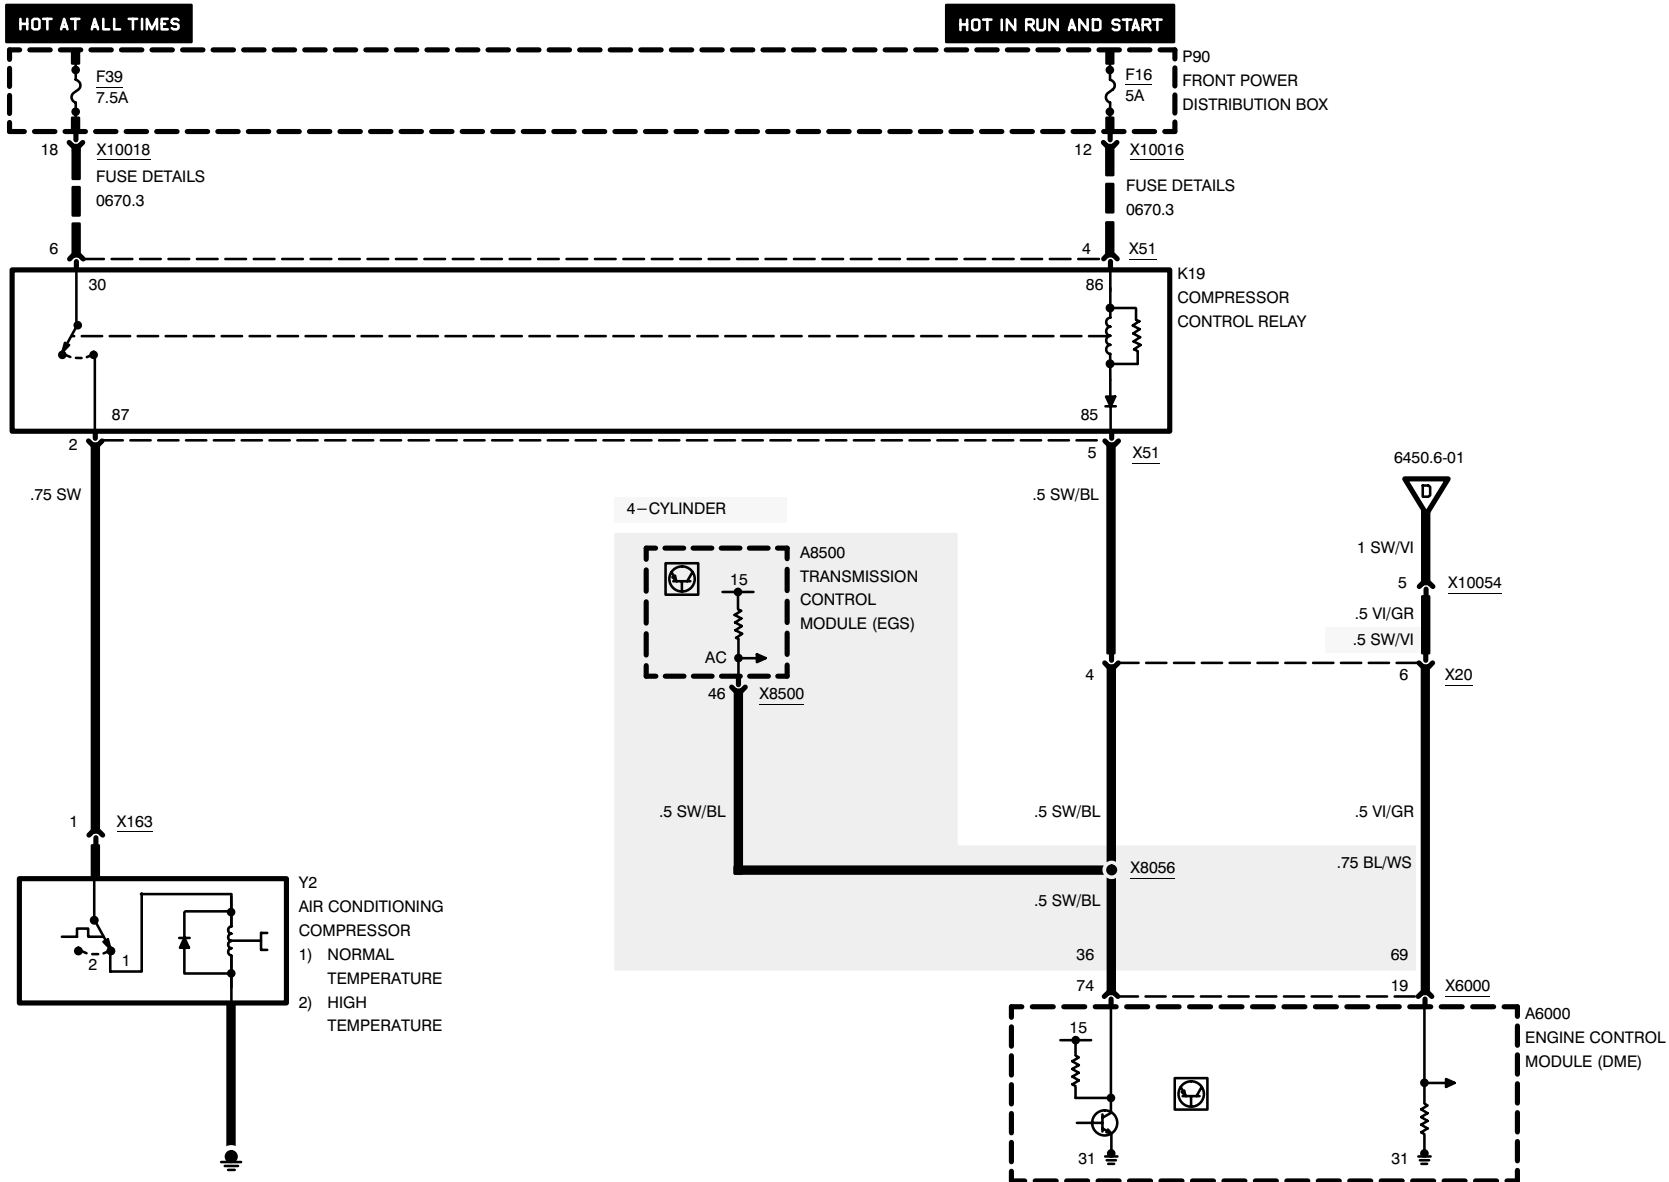 HOT AT ALL TIMES
HOT IN RUN AND START
F39
7.5A
F16
5A
P90
FRONT POWER
DISTRIBUTION BOX
18
X10018
FUSE DETAILS
0670.3
12
X10016
FUSE DETAILS
0670.3
6
4
X51
30
86
K19
COMPRESSOR
CONTROL RELAY
87
85
2
5
X51
.75 SW
.5 SW/BL
6450.6-01
D
4-CYLINDER
A8500
TRANSMISSION
CONTROL
MODULE (EGS)
15
AC
46
X8500
1 SW/VI
5
X10054
.5 VI/GR
.5 SW/VI
4
6
X20
.5 SW/BL
.5 SW/BL
.5 VI/GR
1
X163
X8056
.75 BL/WS
.5 SW/BL
Y2
AIR CONDITIONING
COMPRESSOR
1) NORMAL
TEMPERATURE
2) HIGH
TEMPERATURE
2
1
36
69
74
19
X6000
A6000
ENGINE CONTROL
MODULE (DME)
15
31
31